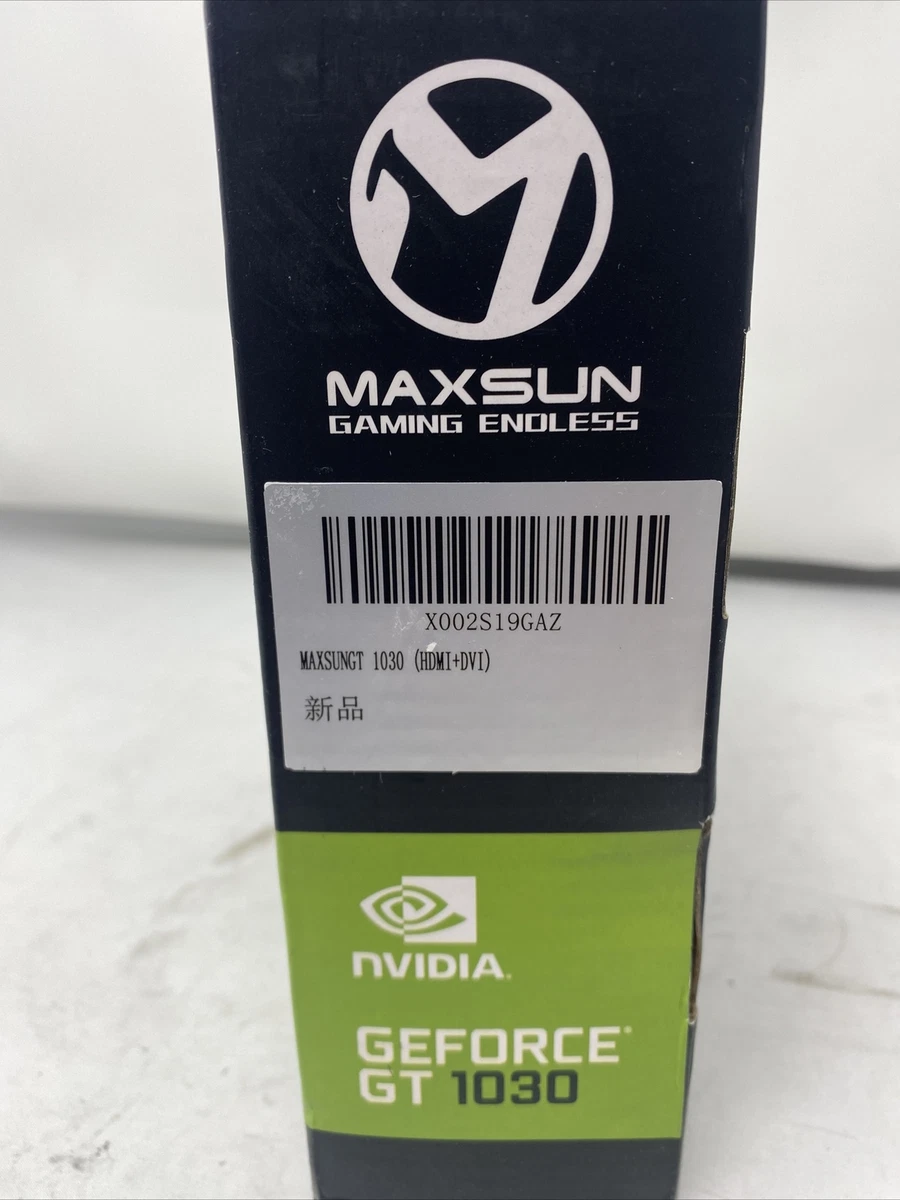 MAXSUN
GAMING ENDLESS
X002S19GAZ
MAXSUNGT 1030 (HDMI+DVI)
新品
NVIDIA.
GEFORCE®
GT 1030